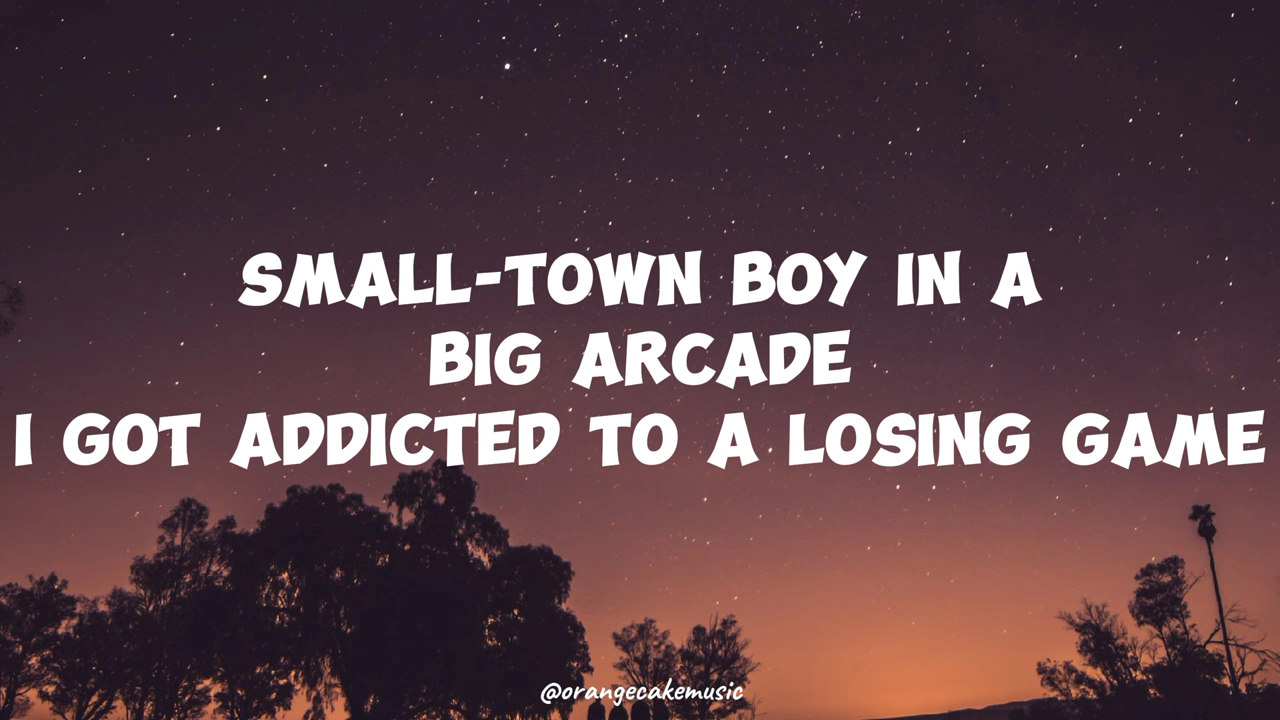 SMALL-TOWN BOY IN A
BIG ARCADE
I GOT ADDICTED TO A LOSING GAME
@orangecakemusic